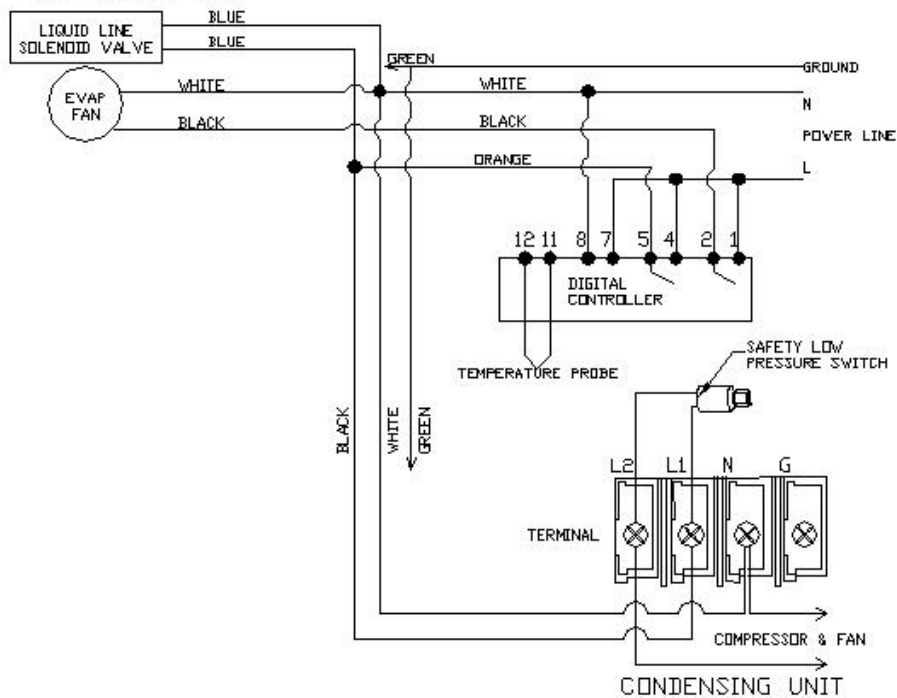 BLUE
LIQUID LINE
SOLENOID VALVE
BLUE
GREEN
GROUND
WHITE
WHITE
EVAP
FAN
N
BLACK
BLACK
POWER LINE
ORANGE
L
12 11 8 7 5 4 2 1
DIGITAL
CONTROLLER
SAFETY LOW
PRESSURE SWITCH
TEMPERATURE PROBE
BLACK
WHITE
GREEN
L2 L1 N G
TERMINAL
COMPRESSOR & FAN
CONDENSING UNIT